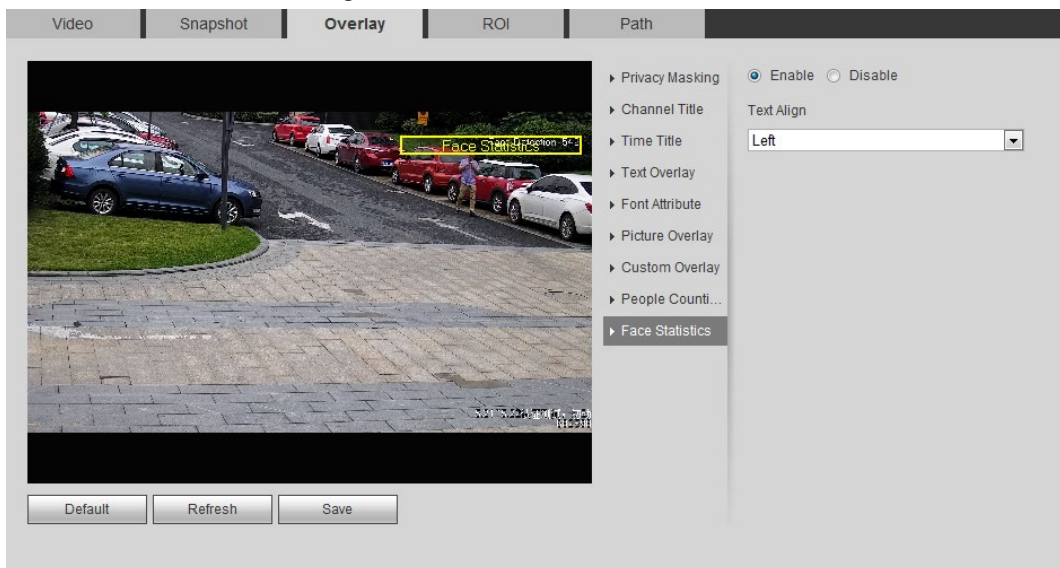 Video Snapshot Overlay ROI Path
Privacy Masking
Channel Title
Time Title
Text Overlay
Font Attribute
Picture Overlay
Custom Overlay
People Counti...
Face Statistics
Enable Disable
Text Align
Left
Face Statistics
Default Refresh Save